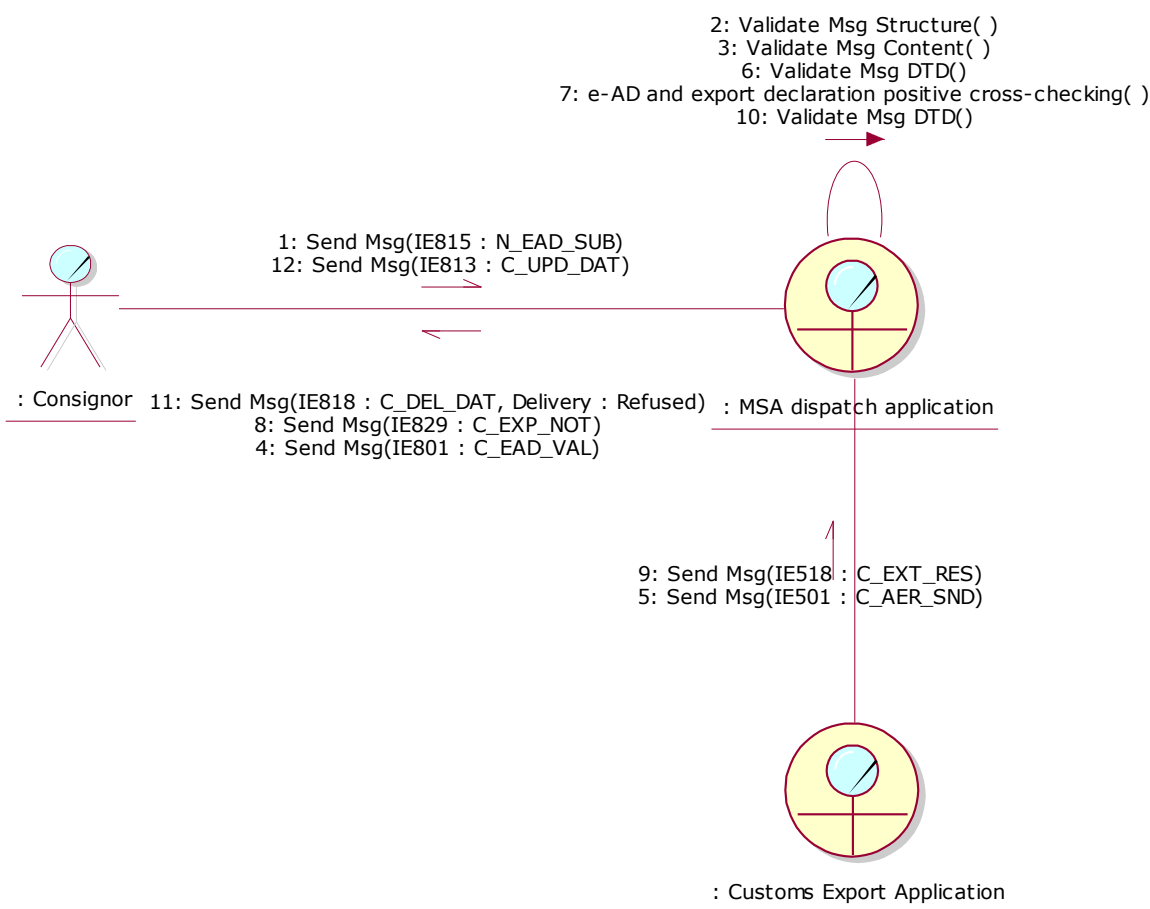 2: Validate Msg Structure( )
3: Validate Msg Content( )
6: Validate Msg DTD()
7: e-AD and export declaration positive cross-checking( )
10: Validate Msg DTD()
1: Send Msg(IE815 : N_EAD_SUB)
12: Send Msg(IE813 : C_UPD_DAT)
: Consignor
11: Send Msg(IE818 : C_DEL_DAT, Delivery : Refused)
8: Send Msg(IE829 : C_EXP_NOT)
4: Send Msg(IE801 : C_EAD_VAL)
: MSA dispatch application
9: Send Msg(IE518 : C_EXT_RES)
5: Send Msg(IE501 : C_AER_SND)
: Customs Export Application